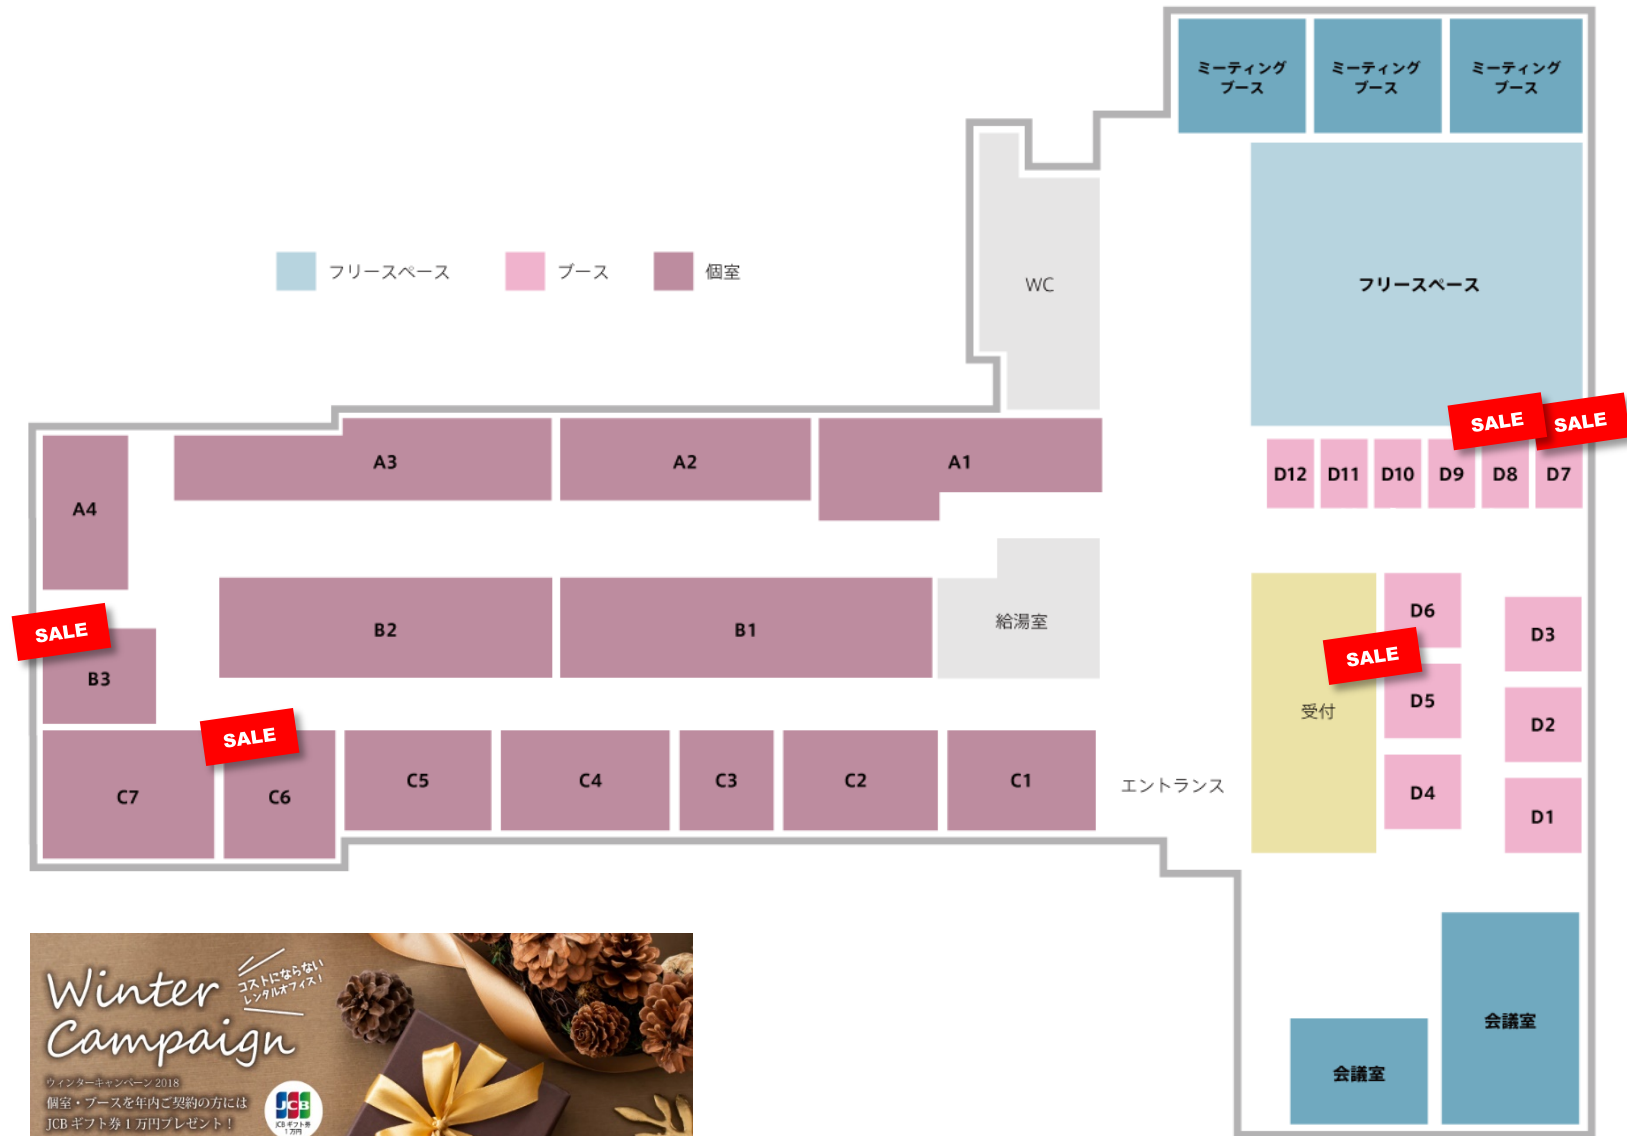 ミーティング
ブース
ミーティング
ブース
ミーティング
ブース
フリースペース
ブース
個室
WC
フリースペース
SALE
SALE
A4
A3
A2
A1
D12
D11
D10
D9
D8
D7
SALE
B3
B2
B1
給湯室
SALE
D6
D5
D4
D3
D2
D1
受付
SALE
C7
C6
C5
C4
C3
C2
C1
エントランス
会議室
会議室
Winter
Campaign
コストにならない
レンタルオフィス!
ウィンターキャンペーン 2018
個室・ブースを年内ご契約の方には
JCB ギフト券 1 万円プレゼント!
JCB
JCB ギフト券
1 万円